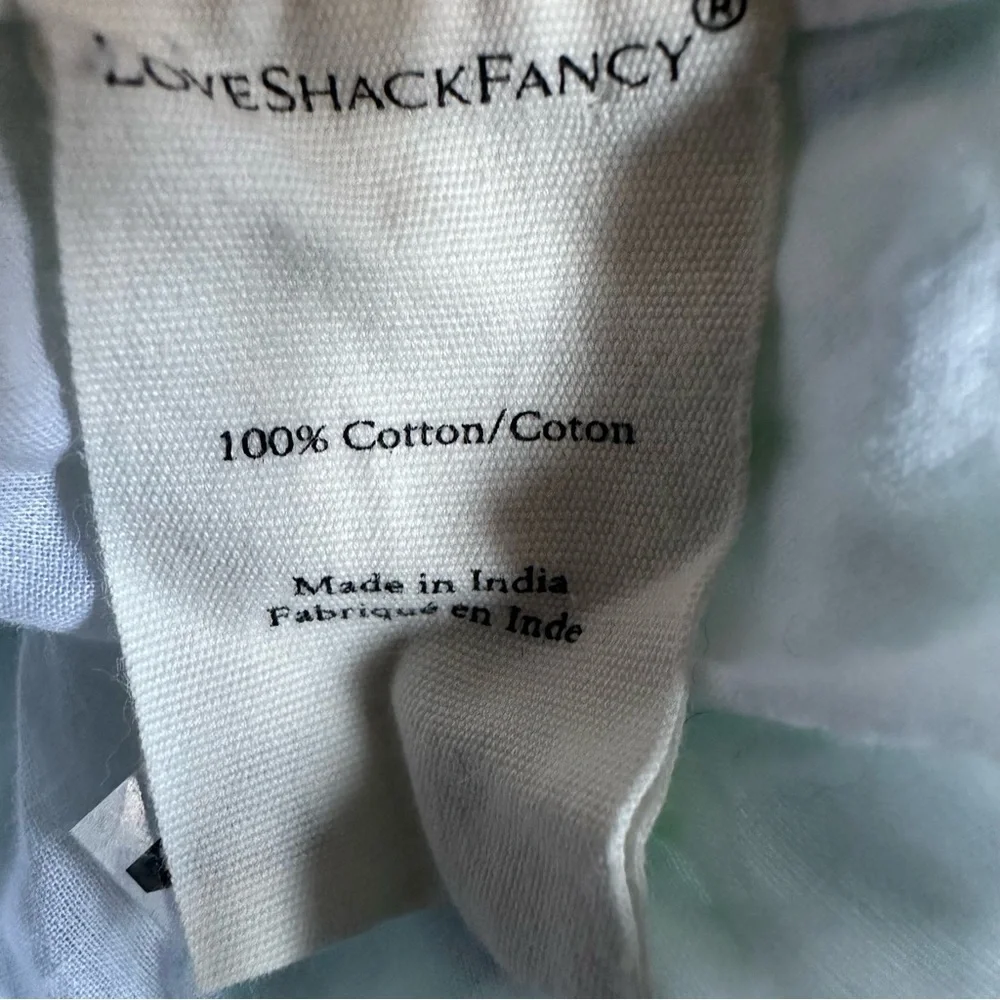 LOVESHACKFANCY®
100% Cotton/Coton
Made in India
Fabriqué en Inde